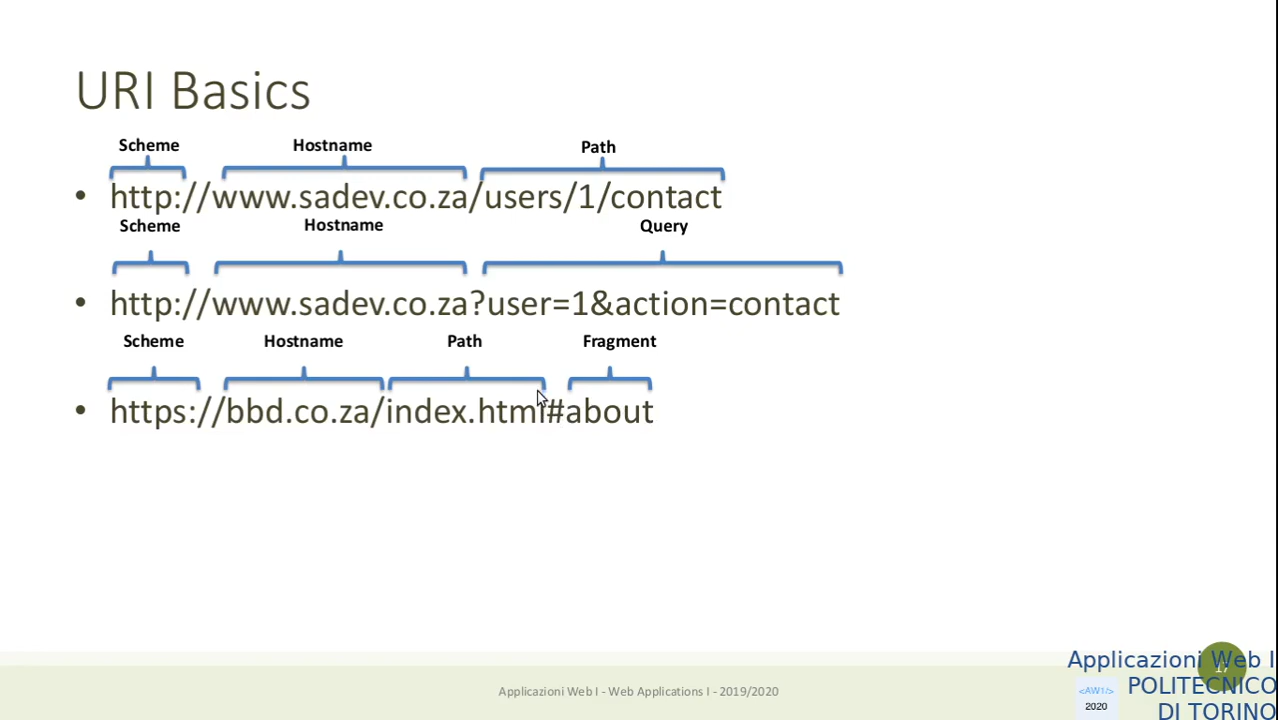 URI Basics
Scheme Hostname Path
• http://www.sadev.co.za/users/1/contact
Scheme Hostname Query
• http://www.sadev.co.za?user=1&action=contact
Scheme Hostname Path Fragment
• https://bbd.co.za/index.html#about
Applicazioni Web I - Web Applications I - 2019/2020
Applicazioni Web I
POLITECNICO
DI TORINO
<AW1/>
2020